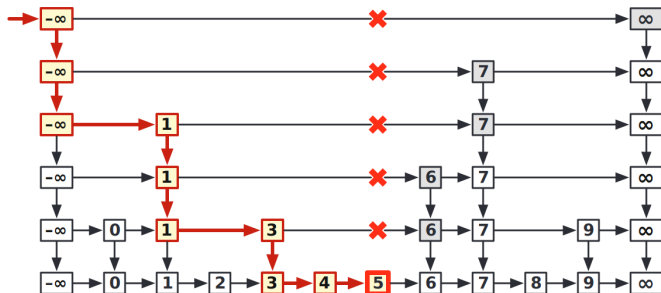 -∞ ∞
-∞ 7 ∞
-∞ 1 7 ∞
-∞ 1 6 7 ∞
-∞ 0 1 3 6 7 9 ∞
-∞ 0 1 2 3 4 5 6 7 8 9 ∞